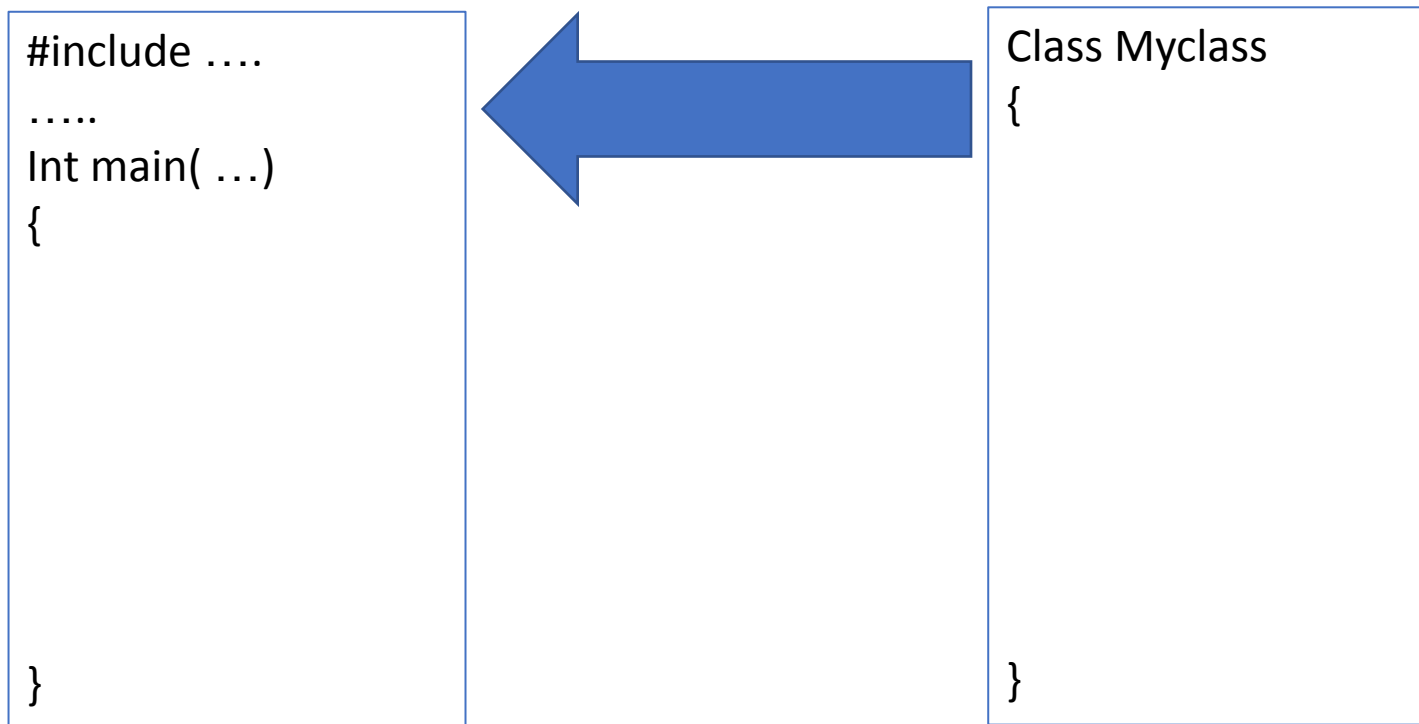 #include ….
…..
Int main( …)
{
}
Class Myclass
{
}